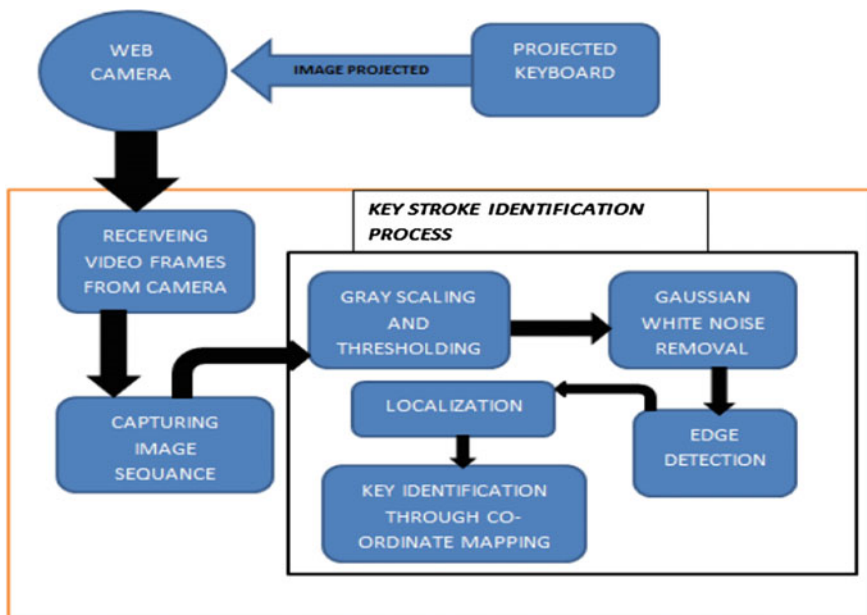 WEB
CAMERA
IMAGE PROJECTED
PROJECTED
KEYBOARD
KEY STROKE IDENTIFICATION
PROCESS
RECEIVEING
VIDEO FRAMES
FROM CAMERA
GRAY SCALING
AND
THRESHOLDING
GAUSSIAN
WHITE NOISE
REMOVAL
CAPTURING
IMAGE
SEQUANCE
LOCALIZATION
EDGE
DETECTION
KEY IDENTIFICATION
THROUGH CO-
ORDINATE MAPPING